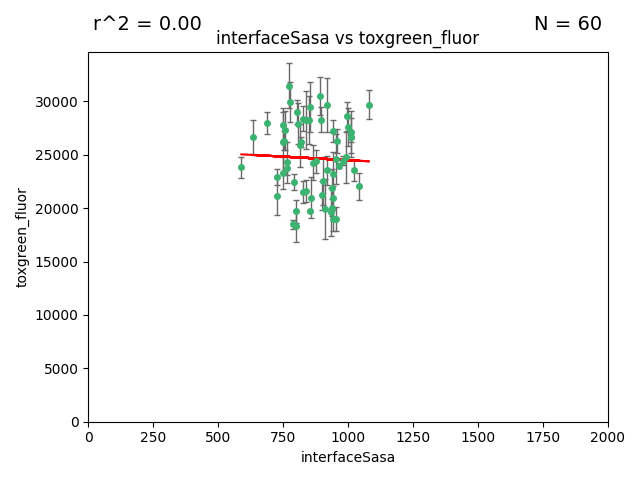 r^2 = 0.00
N = 60
interfaceSasa vs toxgreen_fluor
30000
25000
20000
15000
10000
5000
0
toxgreen_fluor
0 250 500 750 1000 1250 1500 1750 2000
interfaceSasa